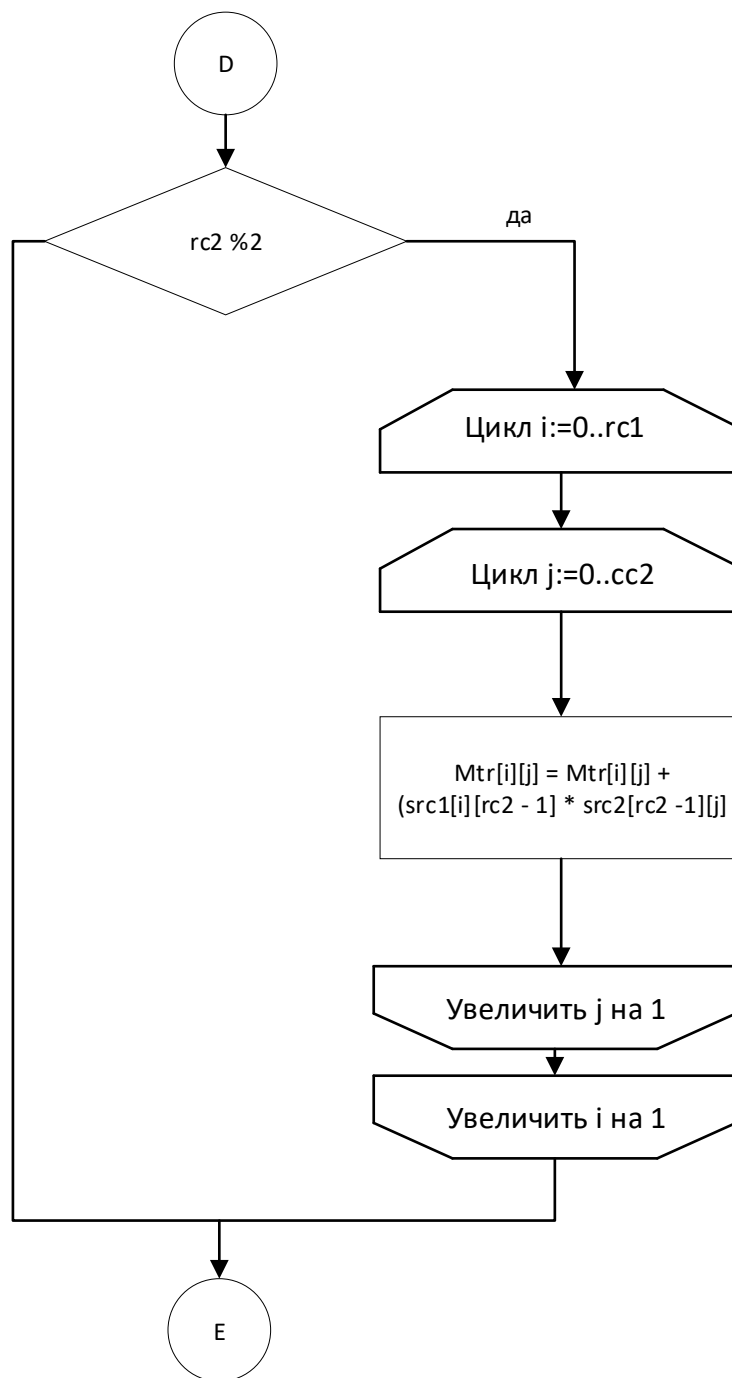 D
rc2 %2
да
Цикл i:=0..rc1
Цикл j:=0..cc2
Mtr[i][j] = Mtr[i][j] +
(src1[i][rc2 - 1] * src2[rc2 -1][j]
Увеличить j на 1
Увеличить i на 1
E